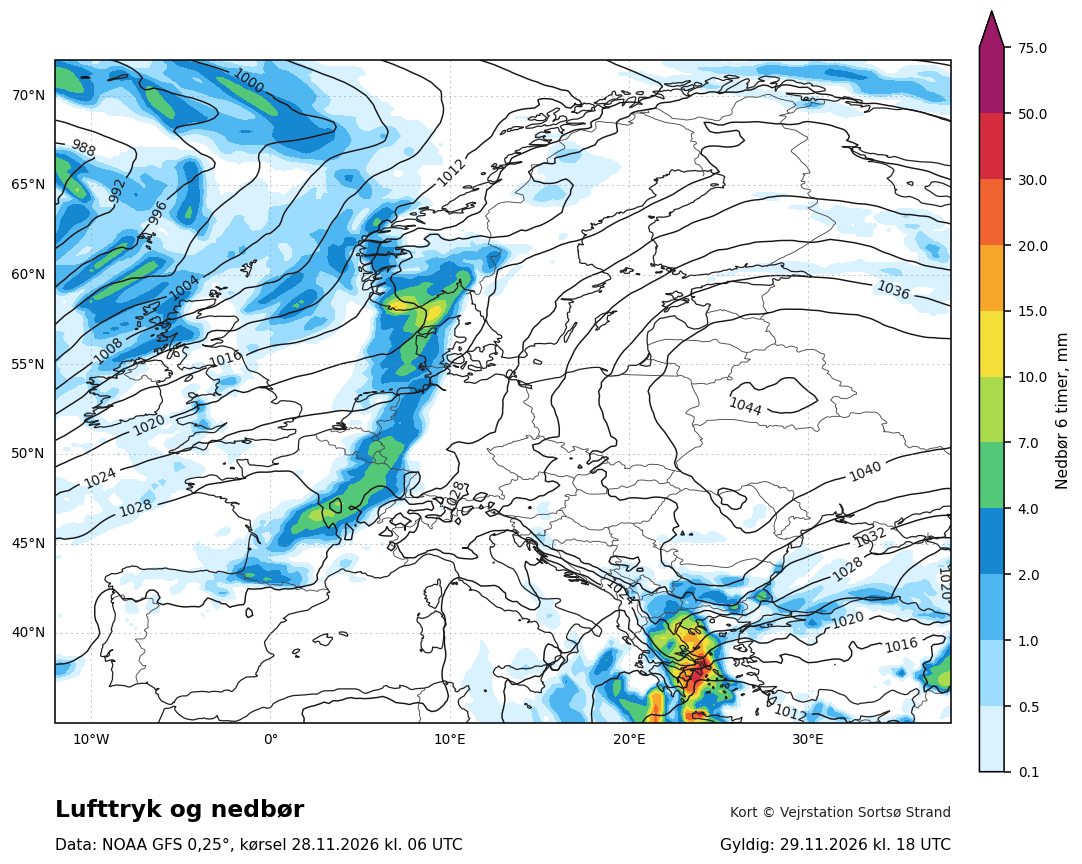 75.0
50.0
30.0
20.0
15.0
10.0
7.0
4.0
2.0
1.0
0.5
0.1
Nedbør 6 timer, mm
70°N
65°N
60°N
55°N
50°N
45°N
40°N
10°W
0°
10°E
20°E
30°E
1000
988
992
996
1012
1004
1008
1016
1036
1020
1044
1024
1028
1028
1040
1032
1028
1020
1020
1016
1012
Lufttryk og nedbør
Kort © Vejrstation Sortsø Strand
Data: NOAA GFS 0,25°, kørsel 28.11.2026 kl. 06 UTC
Gyldig: 29.11.2026 kl. 18 UTC